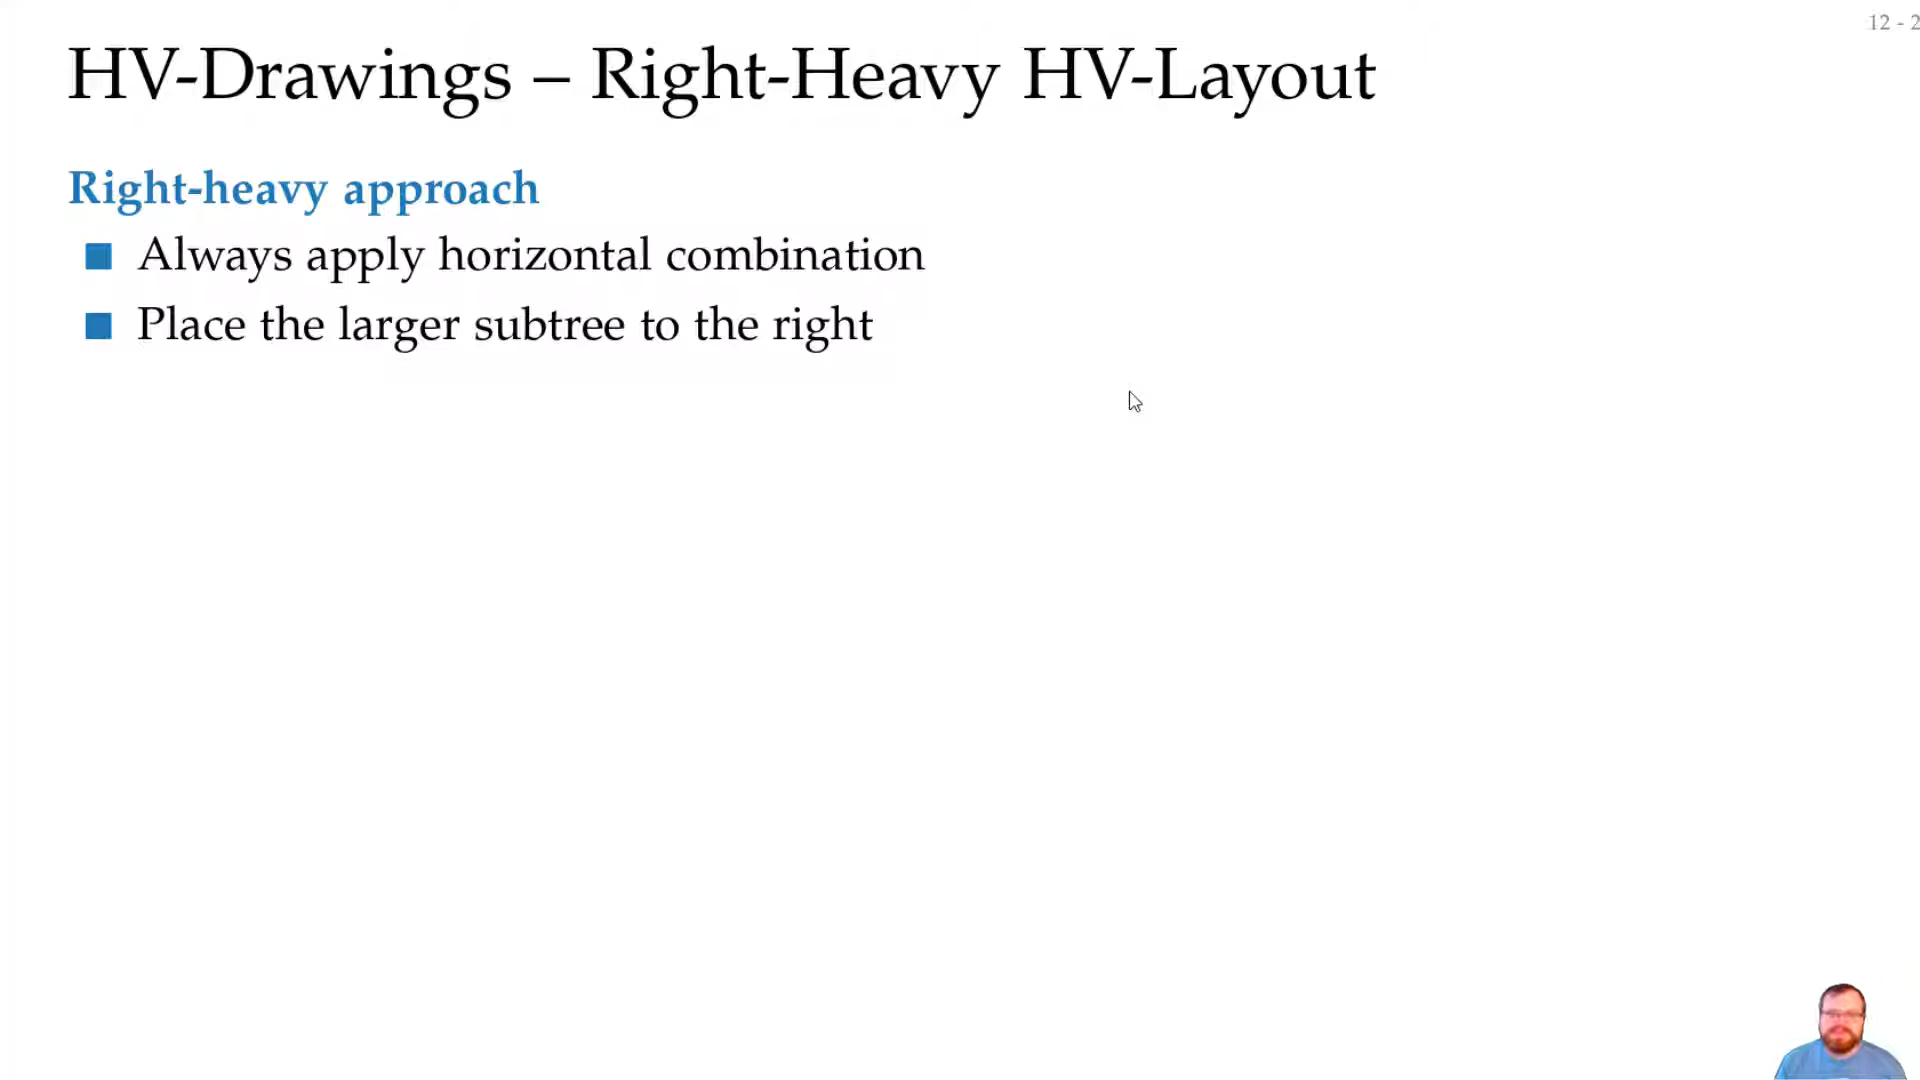 12 - 2
HV-Drawings – Right-Heavy HV-Layout
Right-heavy approach
Always apply horizontal combination
Place the larger subtree to the right